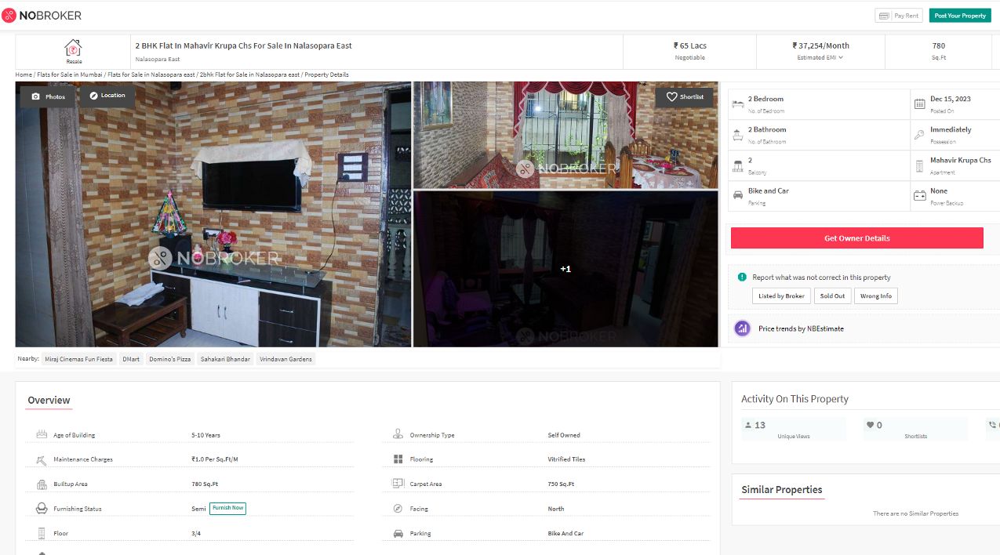 NOBROKER
Pay Rent
Post Your Property
Resale
2 BHK Flat In Mahavir Krupa Chs For Sale In Nalasopara East
Nalasopara East
₹ 65 Lacs
Negotiable
₹ 37,254/Month
Estimated EMI
780
Sq.Ft
Home / Flats for Sale in Mumbai / Flats for Sale in Nalasopara east / 2bhk Flat for Sale in Nalasopara east / Property Details
Photos
Location
Shortlist
NOBROKER
NOBROKER
+1
NOBROKER
2 Bedroom
No. of Bedroom
Dec 15, 2023
Posted On
2 Bathroom
No. of Bathroom
Immediately
Possession
2
Balcony
Mahavir Krupa Chs
Apartment
Bike and Car
Parking
None
Power Backup
Get Owner Details
Report what was not correct in this property
Listed by Broker
Sold Out
Wrong Info
Price trends by NBEstimate
Nearby:
Miraj Cinemas Fun Fiesta
DMart
Domino's Pizza
Sahakari Bhandar
Vrindavan Gardens
Overview
Age of Building 5-10 Years
Ownership Type Self Owned
Maintenance Charges ₹1.0 Per Sq.Ft/M
Flooring Vitrified Tiles
Builtup Area 780 Sq.Ft
Carpet Area 750 Sq.Ft
Furnishing Status Semi Furnish Now
Facing North
Floor 3/4
Parking Bike And Car
Activity On This Property
13
Unique Views
0
Shortlists
Similar Properties
There are no Similar Properties